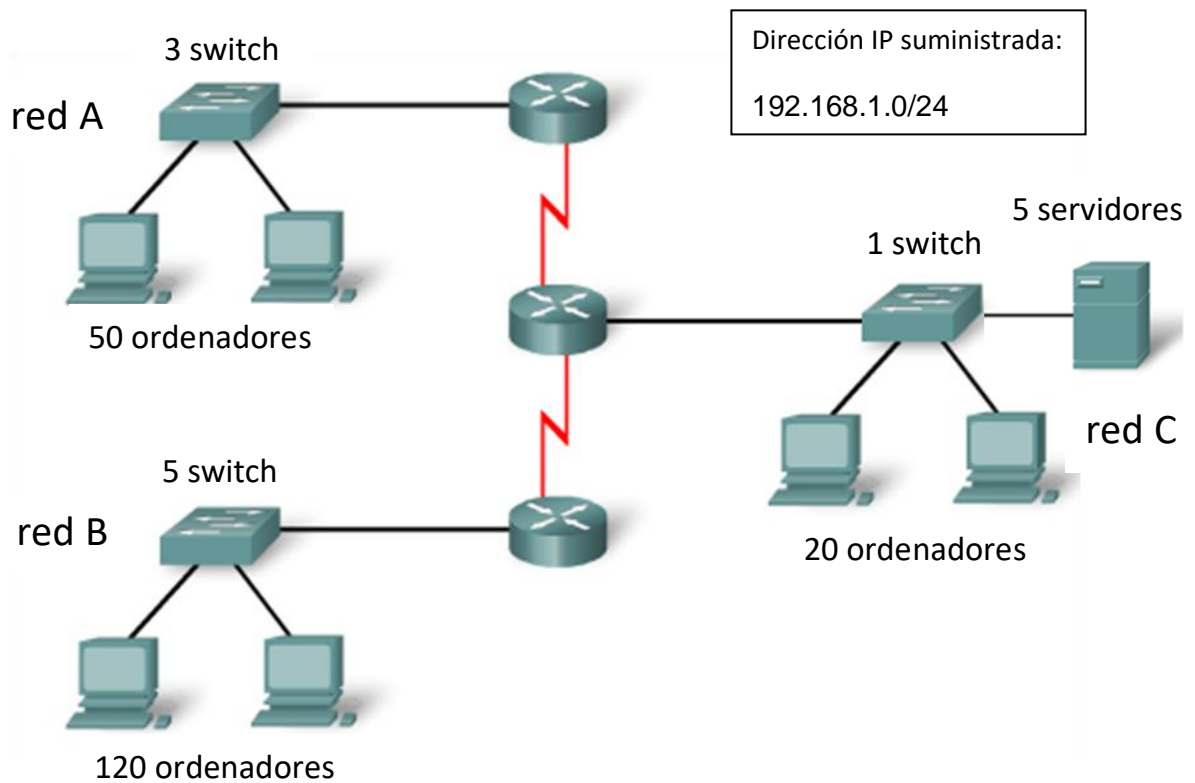 3 switch
red A
50 ordenadores
Dirección IP suministrada:
192.168.1.0/24
5 servidores
1 switch
red C
20 ordenadores
5 switch
red B
120 ordenadores